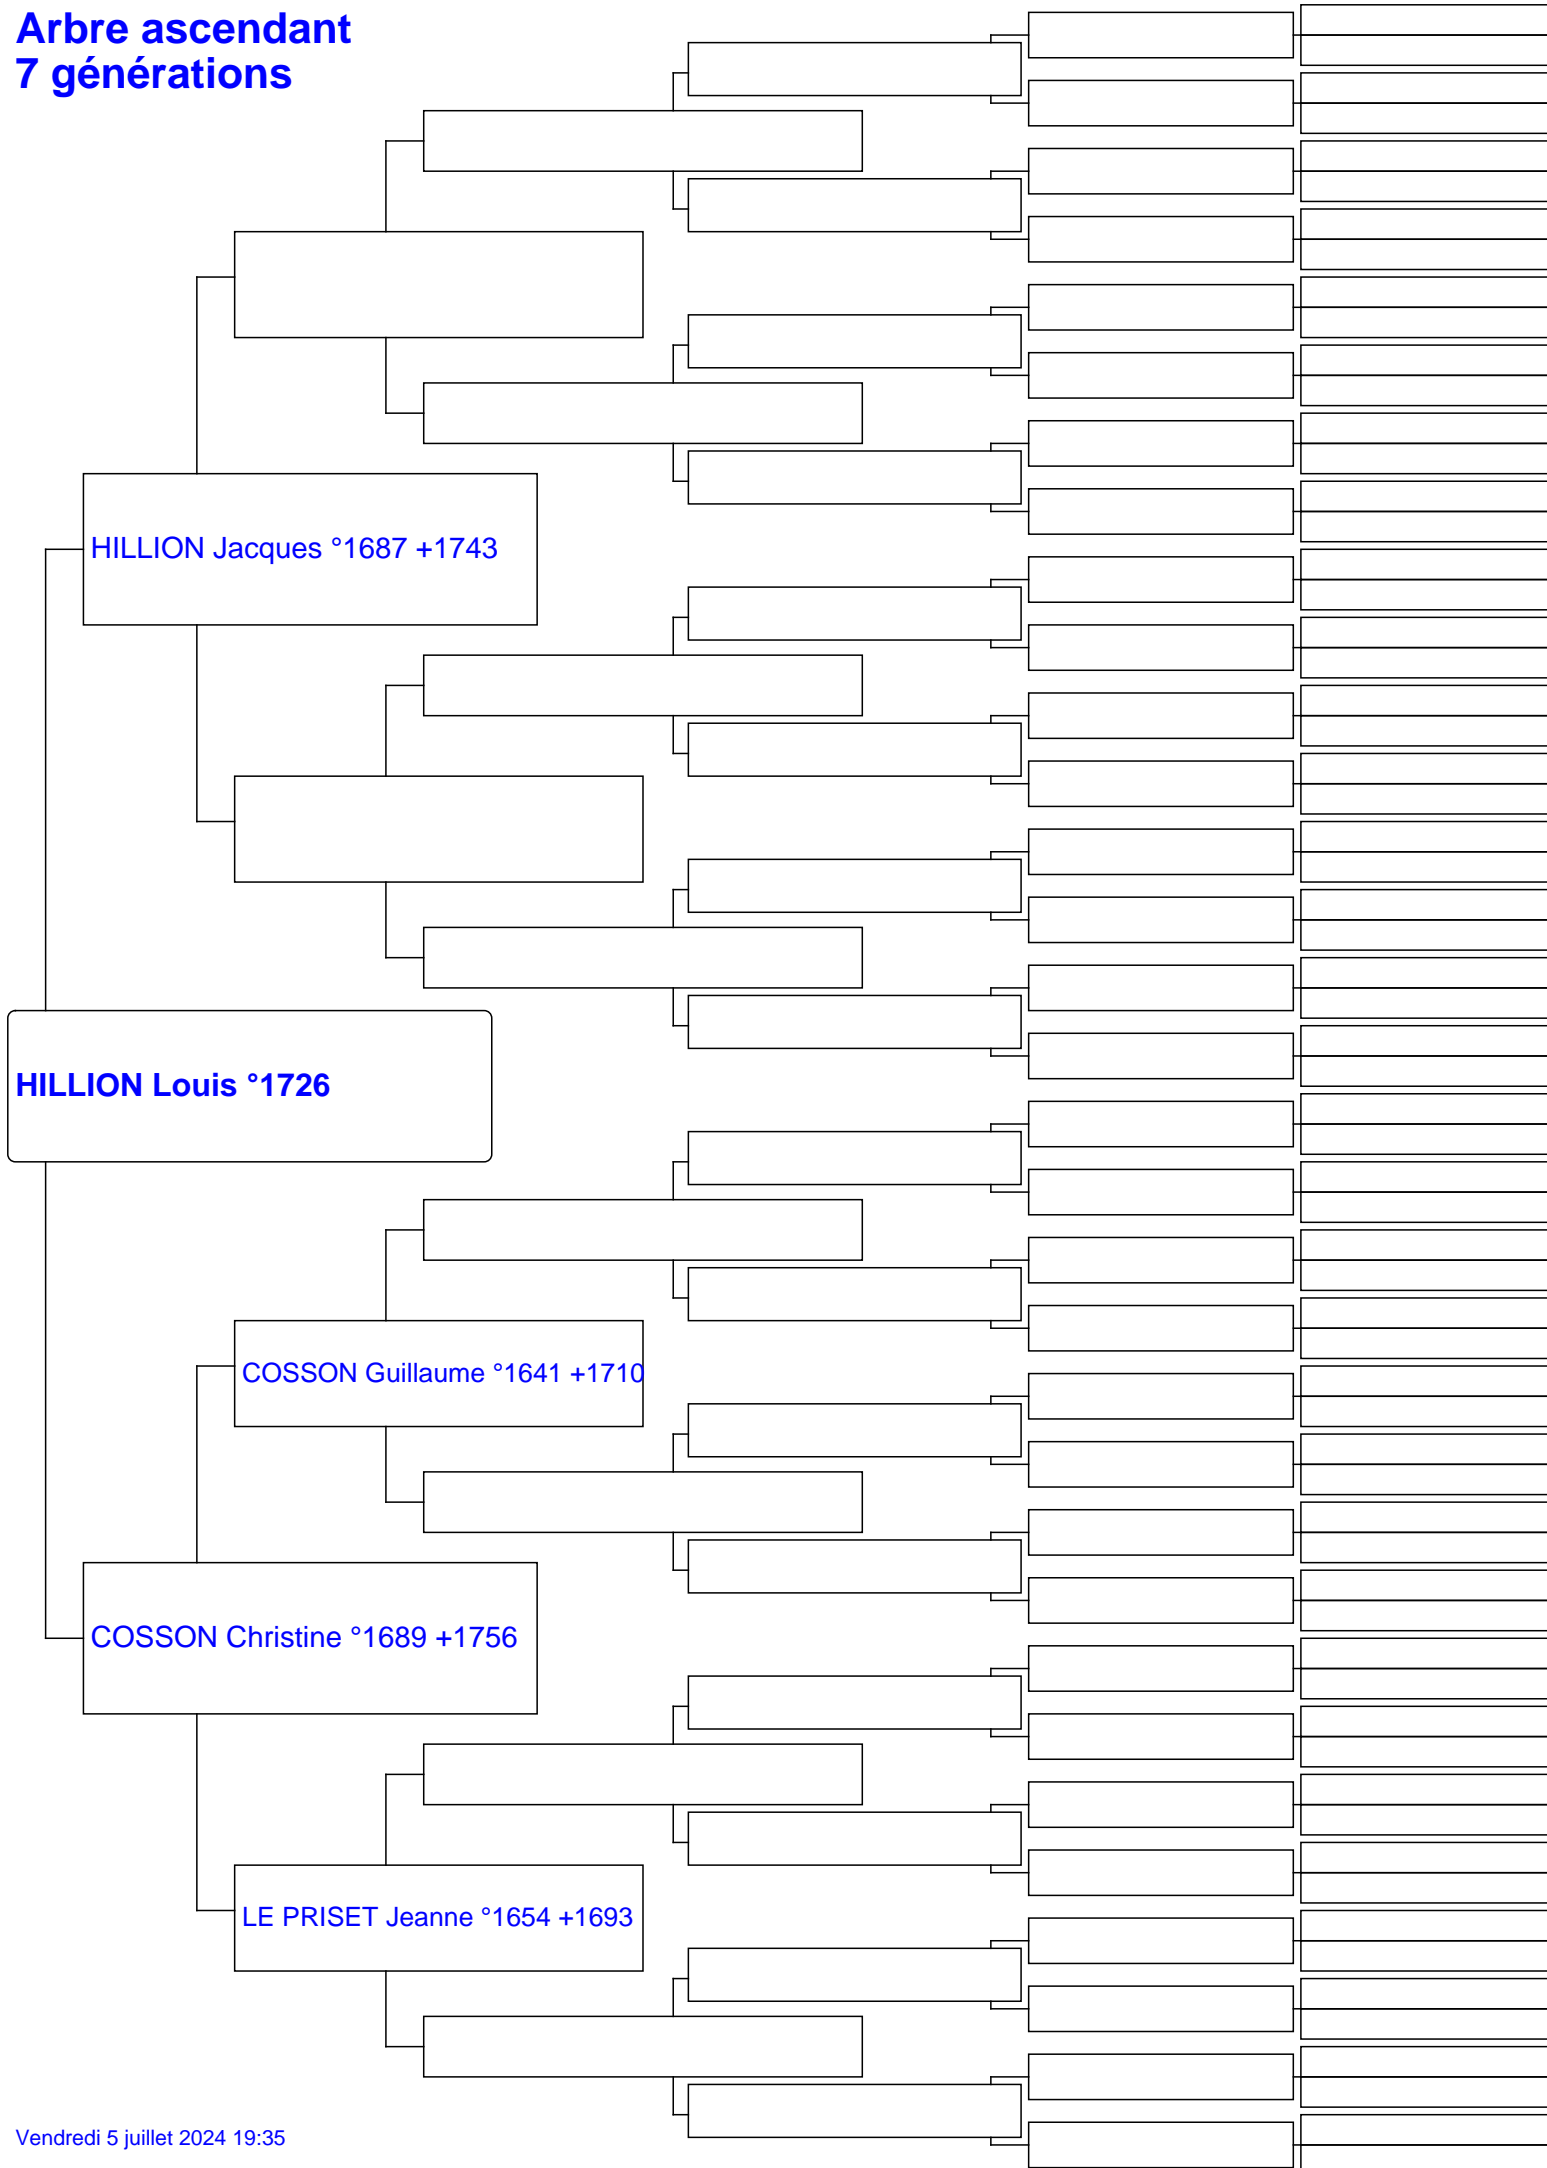 Arbre ascendant
7 générations
HILLION Jacques °1687 +1743
HILLION Louis °1726
COSSON Guillaume °1641 +1710
COSSON Christine °1689 +1756
LE PRISET Jeanne °1654 +1693
Vendredi 5 juillet 2024 19:35